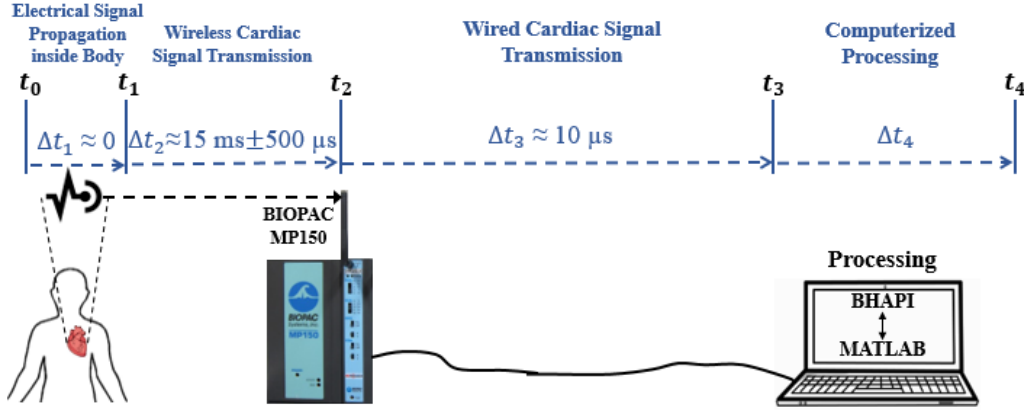 Electrical Signal
Propagation
inside Body
Wireless Cardiac
Signal Transmission
Wired Cardiac Signal
Transmission
Computerized
Processing
t₀
t₁
t₂
t₃
t₄
Δt₁ ≈ 0
Δt₂≈15 ms±500 μs
Δt₃ ≈ 10 μs
Δt₄
BIOPAC
MP150
BIOPAC
Systems, Inc.
MP150
Processing
BHAPI
MATLAB